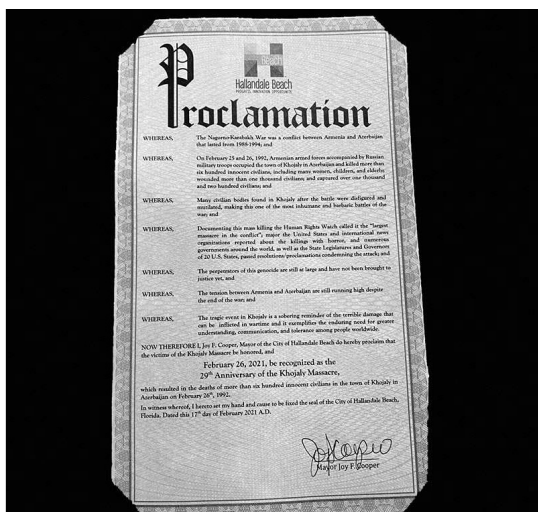 Proclamation
BEACH
Hallandale Beach
PROGRESS. INNOVATION. OPPORTUNITY.
WHEREAS, The Nagorno-Karabakh War was a conflict between Armenia and Azerbaijan
that lasted from 1988-1994; and
WHEREAS, On February 25 and 26, 1992, Armenian armed forces accompanied by Russian
military troops occupied the town of Khojaly in Azerbaijan and killed more than
six hundred innocent civilians, including many women, children, and elders;
wounded more than one thousand civilians; and captured over one thousand
and two hundred civilians; and
WHEREAS, Many civilian bodies found in Khojaly after the battle were disfigured and
mutilated, making this one of the most inhumane and barbaric battles of the
war; and
WHEREAS, Documenting this mass killing the Human Rights Watch called it the "largest
massacre in the conflict"; major the United States and international news
organizations reported about the killings with horror, and numerous
governments around the world, as well as the State Legislatures and Governors
of 20 U.S. States, passed resolutions/proclamations condemning the attack; and
WHEREAS, The perpetrators of this genocide are still at large and have not been brought to
justice yet, and
WHEREAS, The tension between Armenia and Azerbaijan are still running high despite
the end of the war; and
WHEREAS, The tragic event in Khojaly is a sobering reminder of the terrible damage that
can be inflicted in wartime and it exemplifies the enduring need for greater
understanding, communication, and tolerance among people worldwide.
NOW THEREFORE I, Joy F. Cooper, Mayor of the City of Hallandale Beach do hereby proclaim that
the victims of the Khojaly Massacre be honored, and
February 26, 2021, be recognized as the
29th Anniversary of the Khojaly Massacre,
which resulted in the deaths of more than six hundred innocent civilians in the town of Khojaly in
Azerbaijan on February 26th, 1992.
In witness whereof, I hereto set my hand and cause to be fixed the seal of the City of Hallandale Beach,
Florida. Dated this 17th day of February 2021 A.D.
Mayor Joy F. Cooper